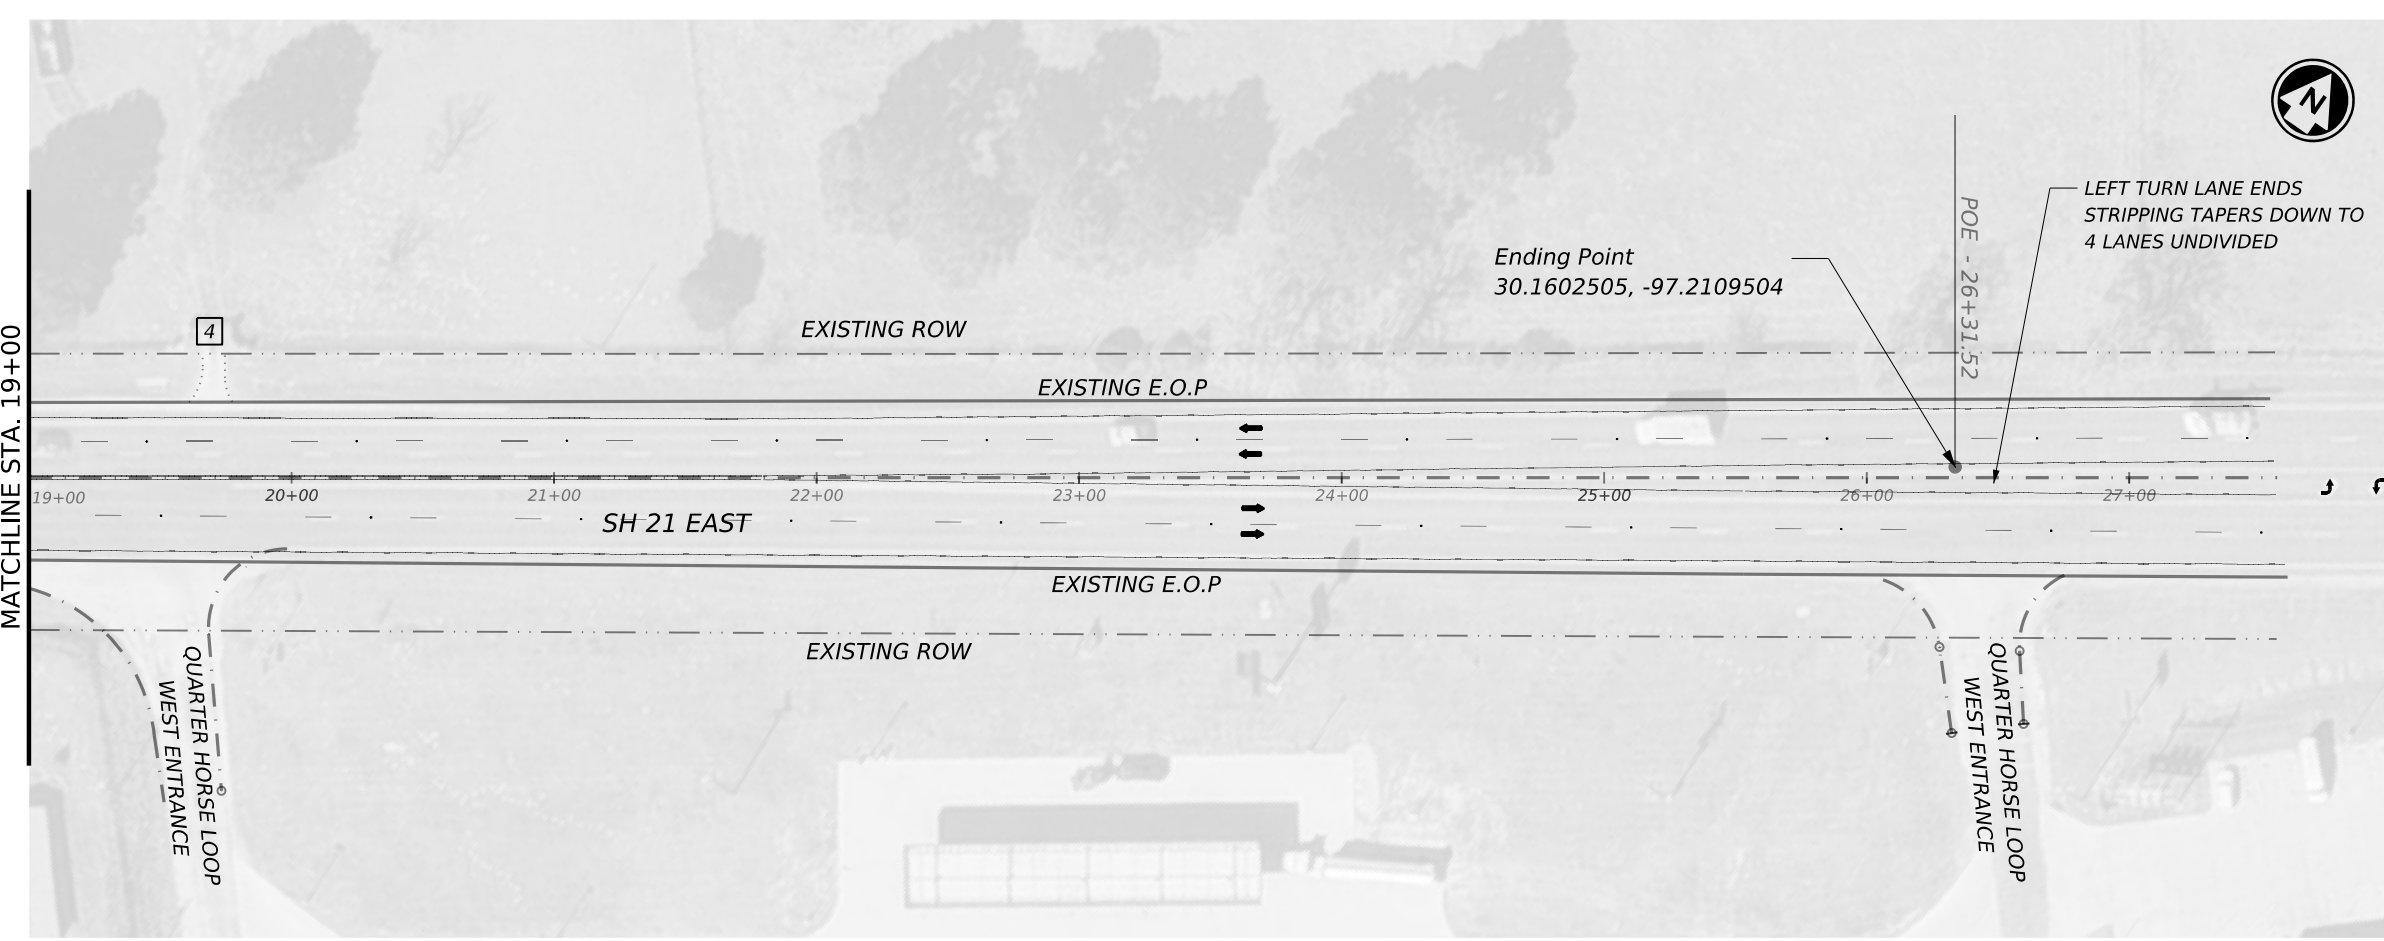 N
LEFT TURN LANE ENDS
STRIPPING TAPERS DOWN TO
4 LANES UNDIVIDED
POE - 26+31.52
Ending Point
30.1602505, -97.2109504
4
EXISTING ROW
EXISTING E.O.P
MATCHLINE STA. 19+00
19+00 20+00 21+00 22+00 23+00 24+00 25+00 26+00 27+00
SH 21 EAST
EXISTING E.O.P
EXISTING ROW
QUARTER HORSE LOOP
WEST ENTRANCE
QUARTER HORSE LOOP
WEST ENTRANCE